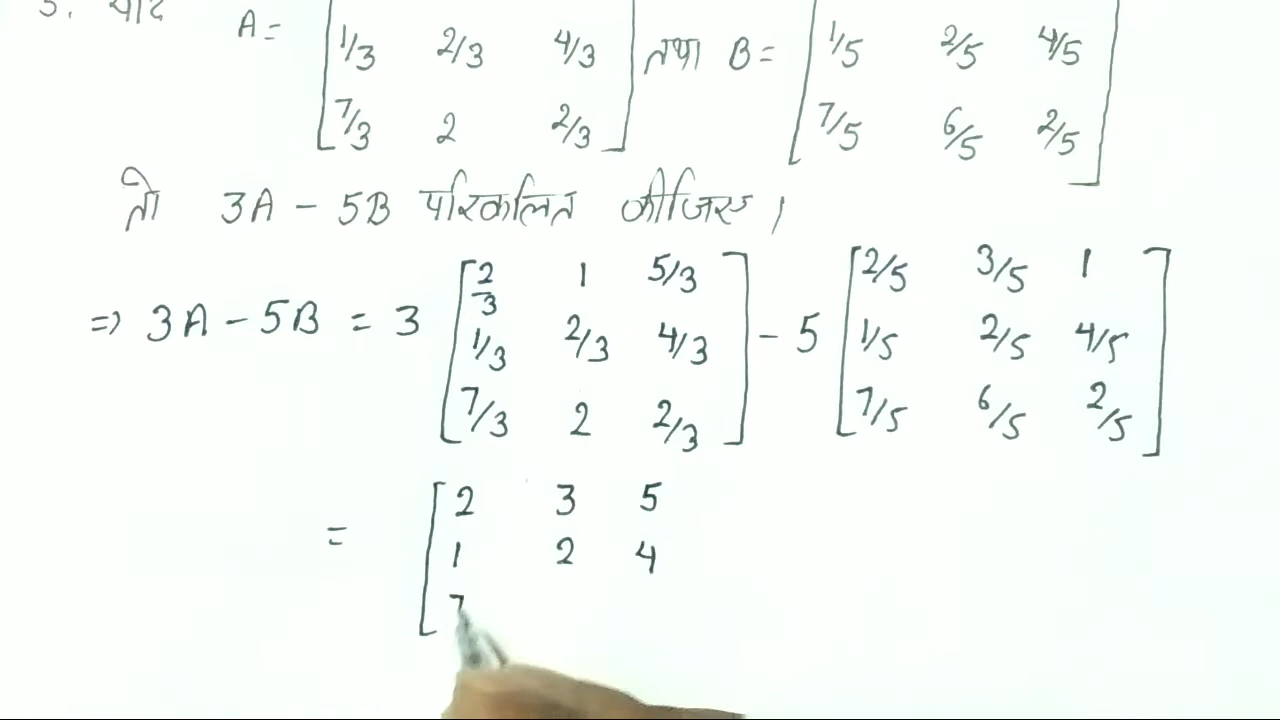 3. यदि
A = [1/3 2/3 4/3 तथा B = [1/5 2/5 4/5
7/3 2 2/3] 7/5 6/5 2/5]
तो 3A - 5B परिकलित कीजिए।
[2/3 1 5/3] [2/5 3/5 1]
⇒ 3A - 5B = 3 [1/3 2/3 4/3] - 5 [1/5 2/5 4/5]
[7/3 2 2/3] [7/5 6/5 2/5]
[2 3 5
= 1 2 4
7